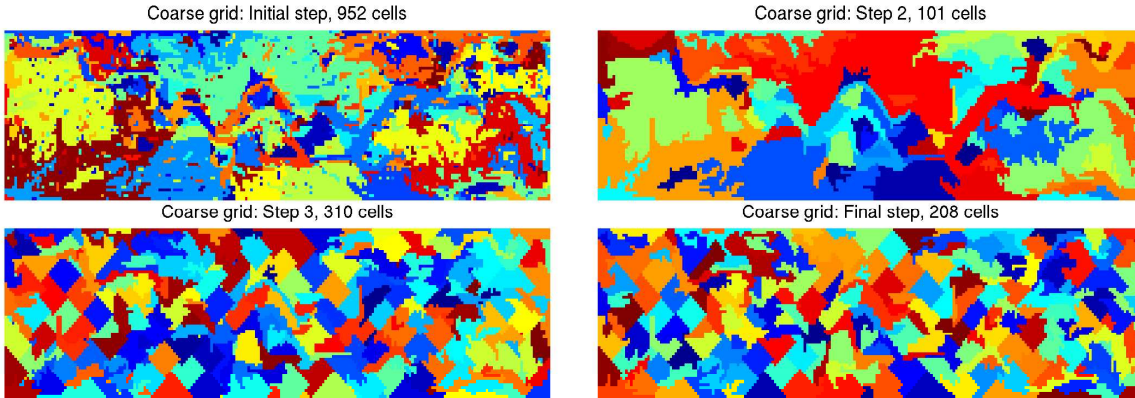 Coarse grid: Initial step, 952 cells
Coarse grid: Step 2, 101 cells
Coarse grid: Step 3, 310 cells
Coarse grid: Final step, 208 cells